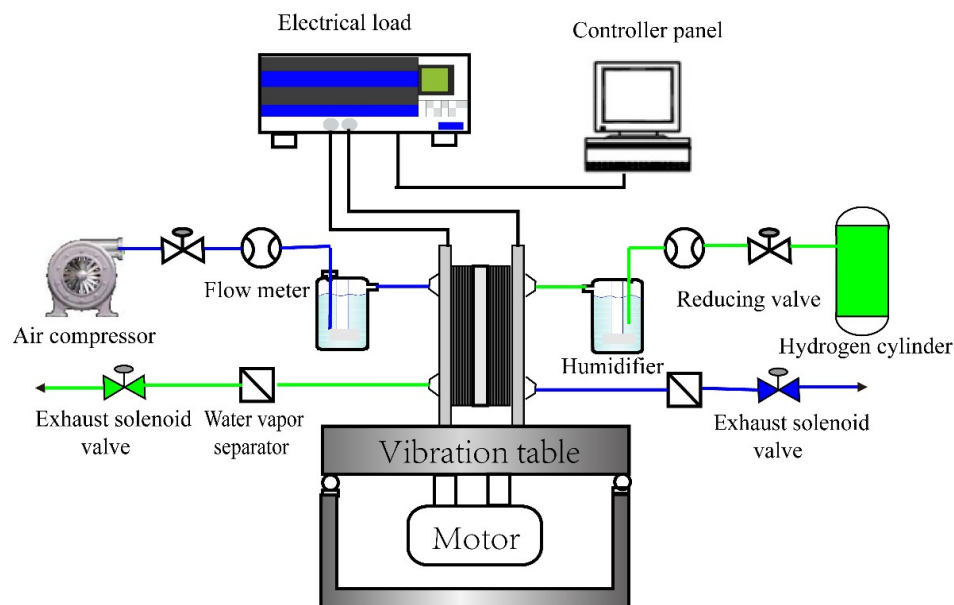 Electrical load
Controller panel
Flow meter
Reducing valve
Air compressor
Humidifier
Hydrogen cylinder
Exhaust solenoid
valve
Water vapor
separator
Exhaust solenoid
valve
Vibration table
Motor